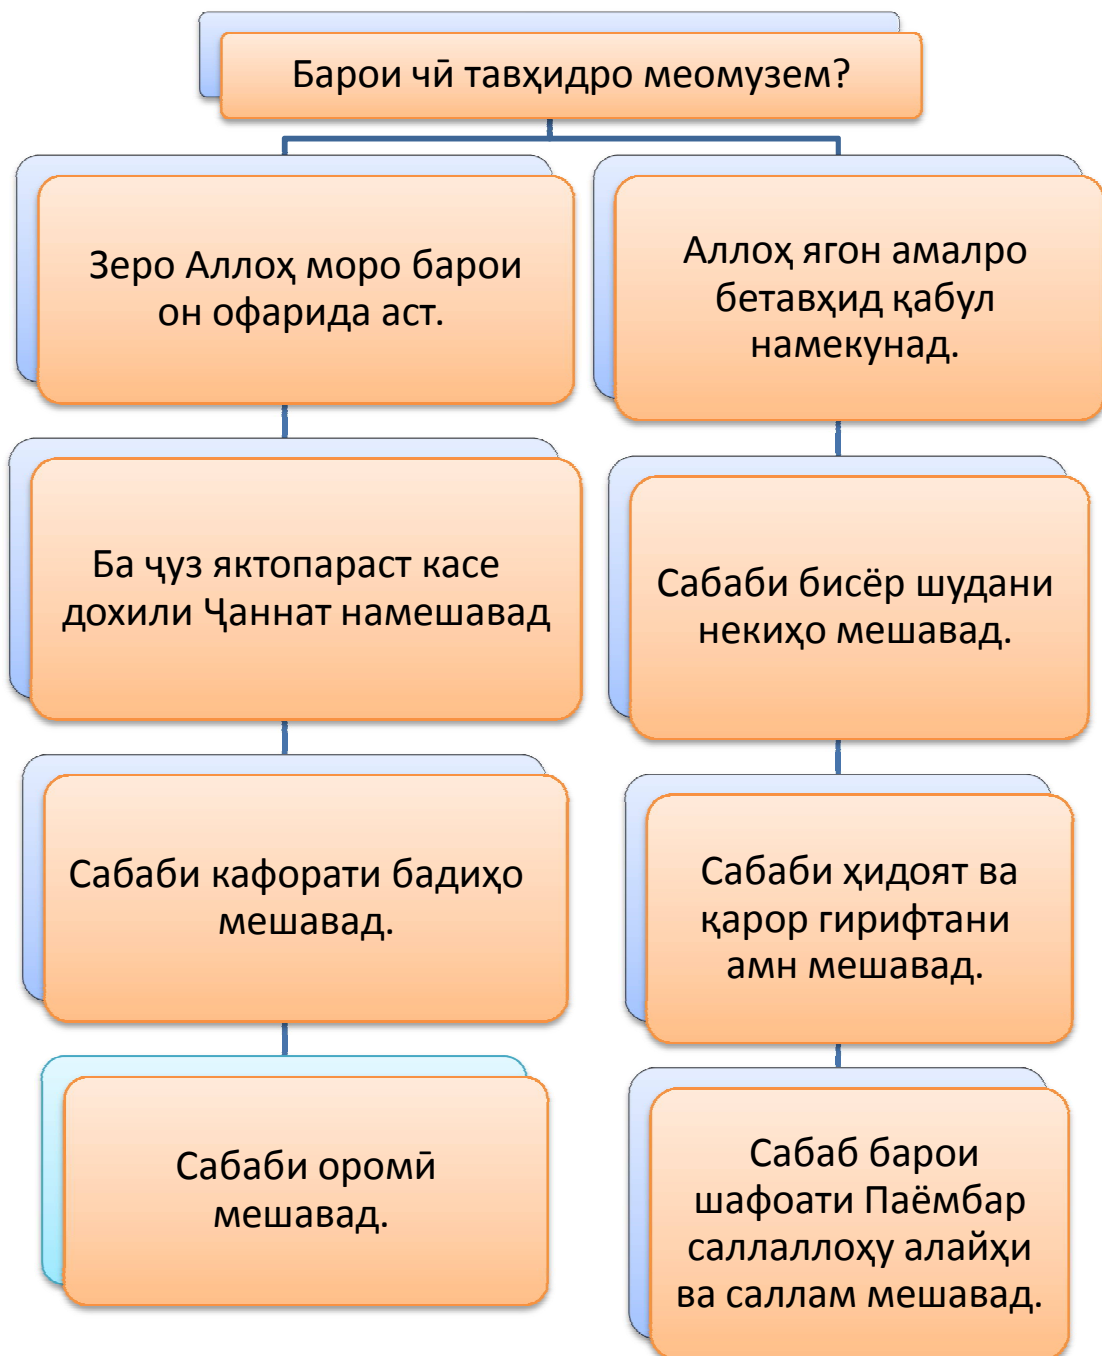 Барои чӣ тавҳидро меомузем?
Зеро Аллоҳ моро барои
он офарида аст.
Аллоҳ ягон амалро
бетавҳид қабул
намекунад.
Ба ҷуз яктопараст касе
дохили Ҷаннат намешавад
Сабаби бисёр шудани
некиҳо мешавад.
Сабаби кафорати бадиҳо
мешавад.
Сабаби ҳидоят ва
қарор гирифтани
амн мешавад.
Сабаби оромӣ
мешавад.
Сабаб барои
шафоати Паёмбар
саллаллоҳу алайҳи
ва саллам мешавад.